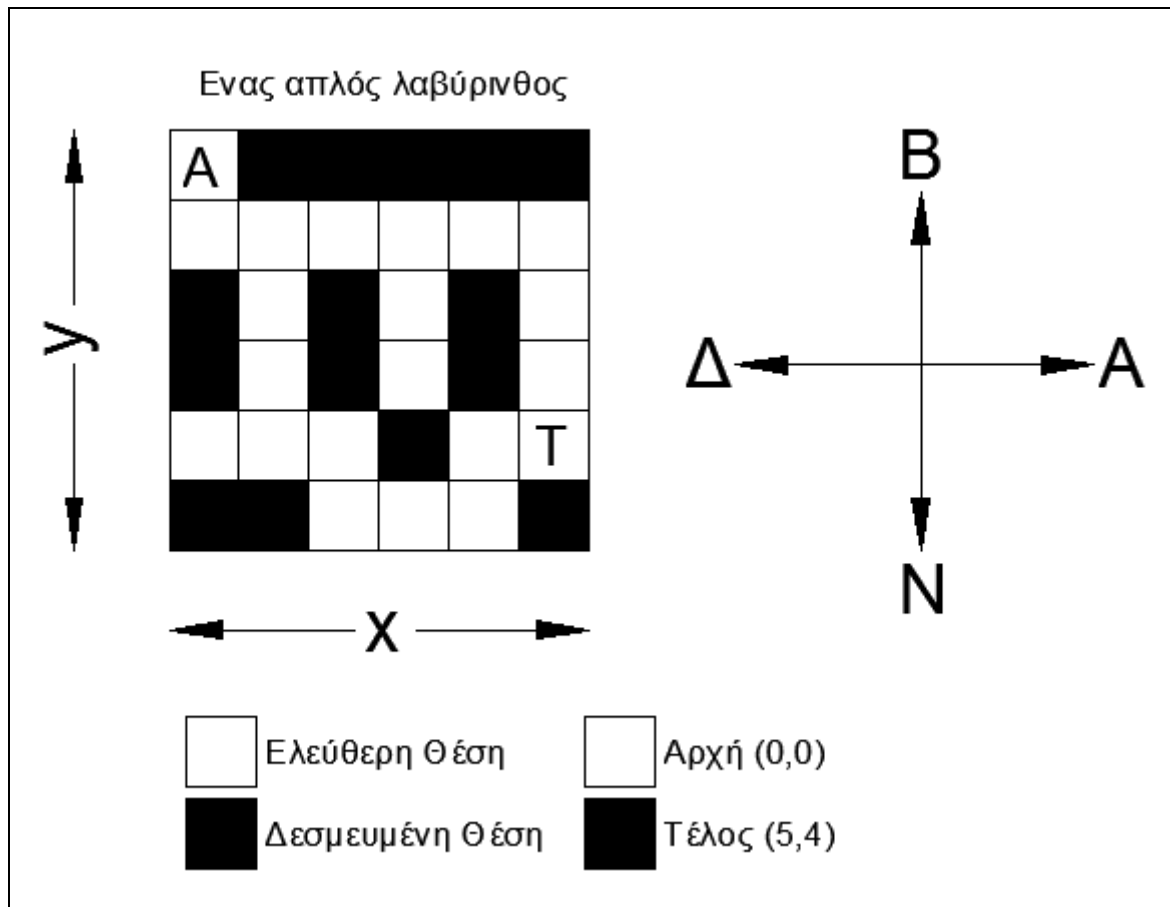 Ενας απλός λαβύρινθος
Α
Τ
y
x
Β
Δ
Α
Ν
Ελεύθερη Θέση
Αρχή (0,0)
Δεσμευμένη Θέση
Τέλος (5,4)